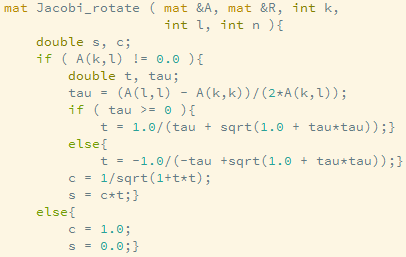 mat Jacobi_rotate ( mat &A, mat &R, int k,
                    int l, int n ){
    double s, c;
    if ( A(k,l) != 0.0 ){
        double t, tau;
        tau = (A(l,l) - A(k,k))/(2*A(k,l));
        if ( tau >= 0 ){
            t = 1.0/(tau + sqrt(1.0 + tau*tau));}
        else{
            t = -1.0/(-tau +sqrt(1.0 + tau*tau));}
        c = 1/sqrt(1+t*t);
        s = c*t;}
    else{
        c = 1.0;
        s = 0.0;}